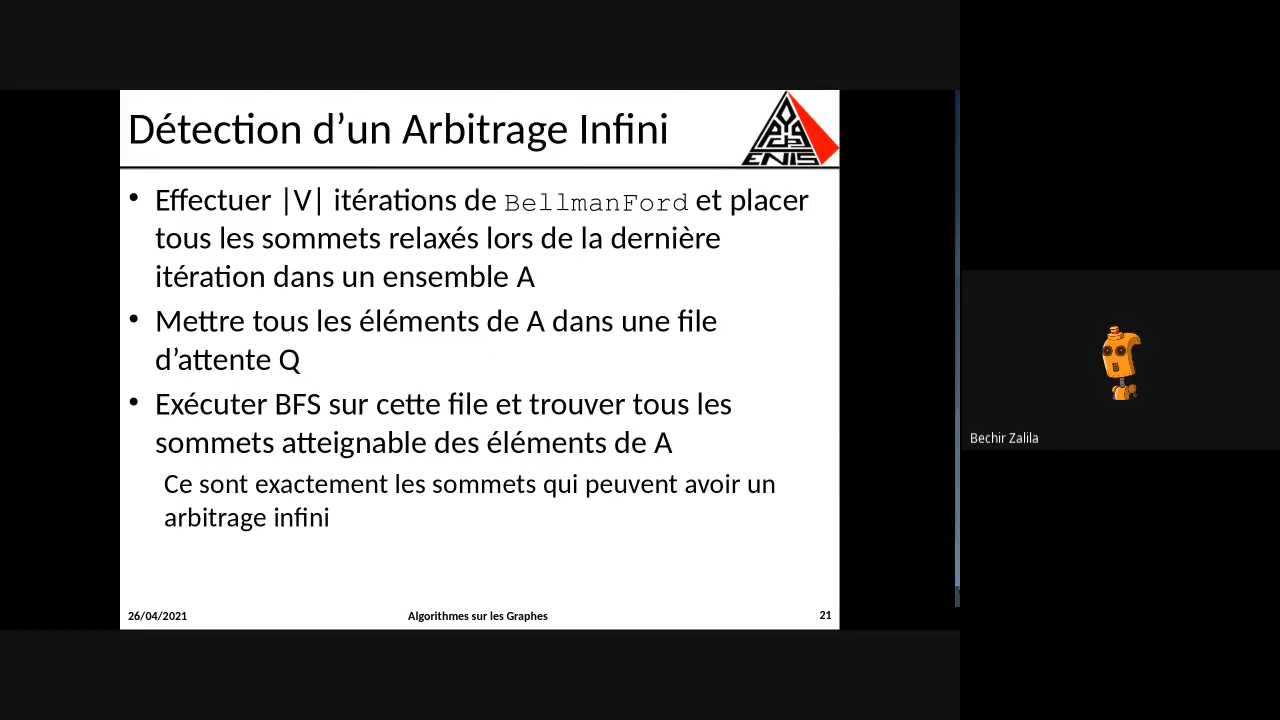 Détection d’un Arbitrage Infini
ENIS
• Effectuer |V| itérations de BellmanFord et placer
tous les sommets relaxés lors de la dernière
itération dans un ensemble A
• Mettre tous les éléments de A dans une file
d’attente Q
• Exécuter BFS sur cette file et trouver tous les
sommets atteignable des éléments de A
Ce sont exactement les sommets qui peuvent avoir un
arbitrage infini
26/04/2021
Algorithmes sur les Graphes
21
Bechir Zalila